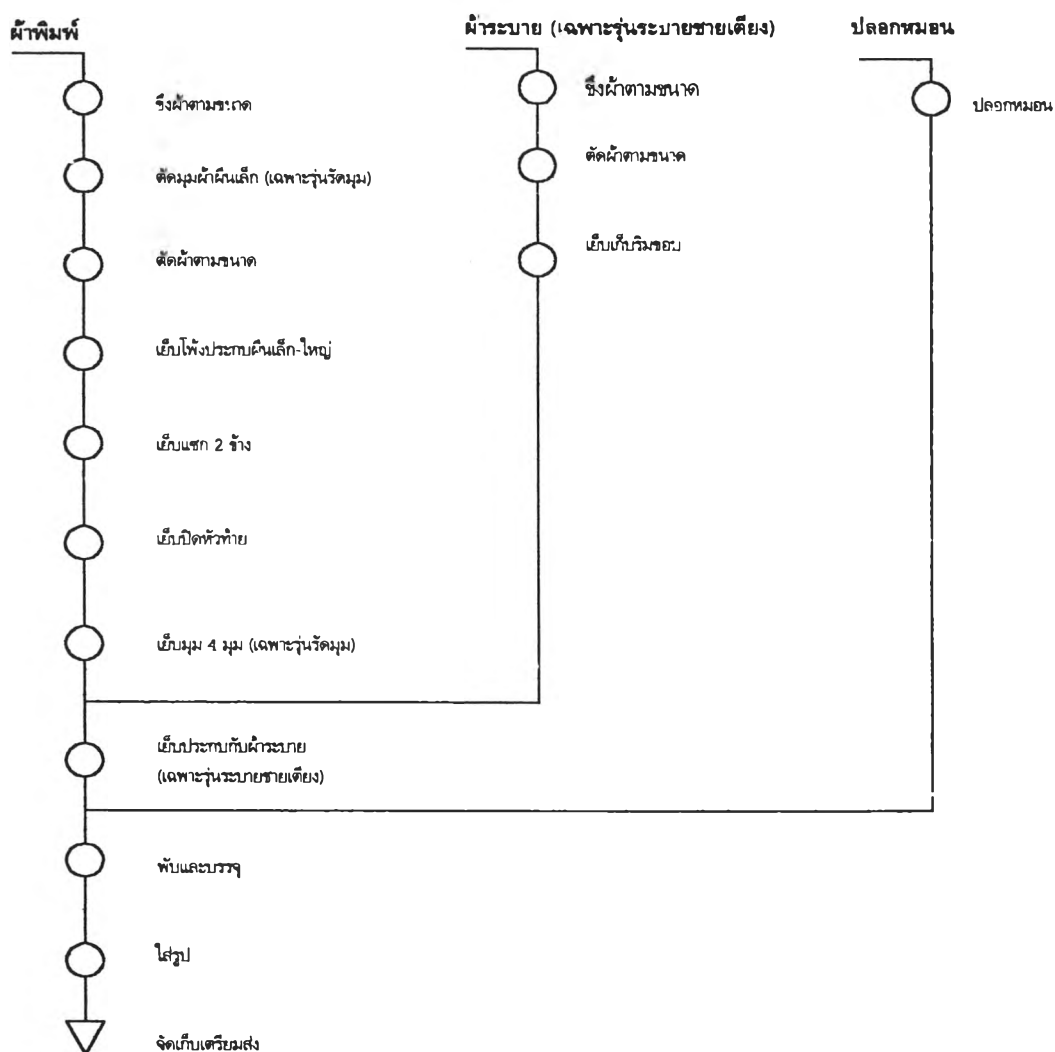 ผ้าพิมพ์
ขึงผ้าตามขนาด
ตัดมุมผ้าผืนเล็ก (เฉพาะรุ่นรัดมุม)
ตัดผ้าตามขนาด
เย็บโพ้งประกบผืนเล็ก-ใหญ่
เย็บแซก 2 ข้าง
เย็บปิดหัวท้าย
เย็บมุม 4 มุม (เฉพาะรุ่นรัดมุม)
เย็บประกบกับผ้าระบาย
(เฉพาะรุ่นระบายชายเตียง)
พับและบรรจุ
ใส่รูป
จัดเก็บเตรียมส่ง
ผ้าระบาย (เฉพาะรุ่นระบายชายเตียง)
ขึงผ้าตามขนาด
ตัดผ้าตามขนาด
เย็บเก็บริมขอบ
ปลอกหมอน
ปลอกหมอน